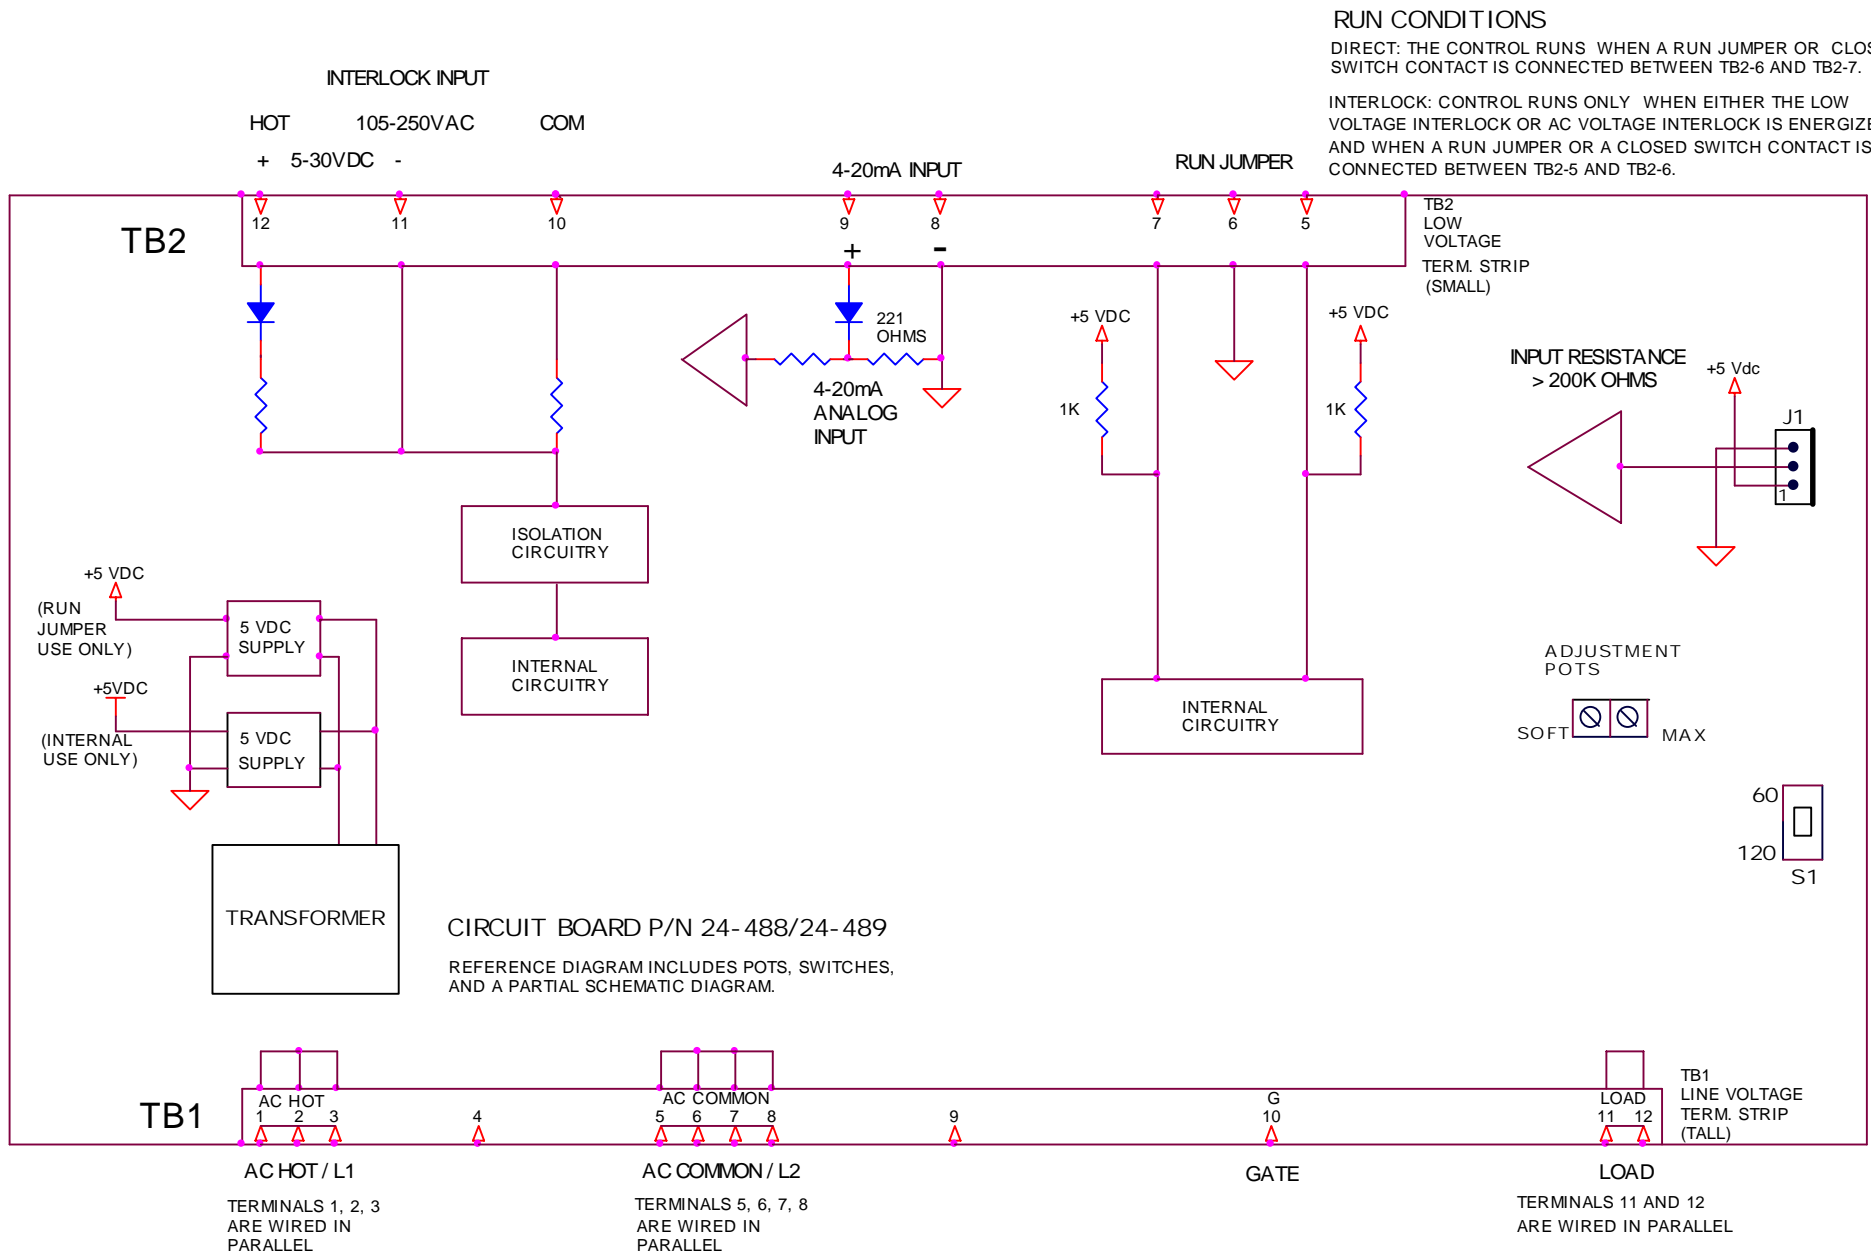 RUN CONDITIONS
DIRECT: THE CONTROL RUNS WHEN A RUN JUMPER OR CLOS
SWITCH CONTACT IS CONNECTED BETWEEN TB2-6 AND TB2-7.
INTERLOCK: CONTROL RUNS ONLY WHEN EITHER THE LOW
VOLTAGE INTERLOCK OR AC VOLTAGE INTERLOCK IS ENERGIZE
AND WHEN A RUN JUMPER OR A CLOSED SWITCH CONTACT IS
CONNECTED BETWEEN TB2-5 AND TB2-6.
INTERLOCK INPUT
HOT 105-250VAC COM
+ 5-30VDC -
4-20mA INPUT
RUN JUMPER
TB2
12 11 10 9 8 7 6 5
+ -
TB2
LOW
VOLTAGE
TERM. STRIP
(SMALL)
221
OHMS
4-20mA
ANALOG
INPUT
+5 VDC
1K
+5 VDC
1K
INPUT RESISTANCE
> 200K OHMS
+5 Vdc
J1
1
ISOLATION
CIRCUITRY
INTERNAL
CIRCUITRY
+5 VDC
(RUN
JUMPER
USE ONLY)
5 VDC
SUPPLY
+5VDC
(INTERNAL
USE ONLY)
5 VDC
SUPPLY
INTERNAL
CIRCUITRY
ADJUSTMENT
POTS
SOFT MAX
60
120
S1
TRANSFORMER
CIRCUIT BOARD P/N 24-488/24-489
REFERENCE DIAGRAM INCLUDES POTS, SWITCHES,
AND A PARTIAL SCHEMATIC DIAGRAM.
TB1
AC HOT AC COMMON G LOAD
1 2 3 4 5 6 7 8 9 10 11 12
TB1
LINE VOLTAGE
TERM. STRIP
(TALL)
AC HOT / L1
TERMINALS 1, 2, 3
ARE WIRED IN
PARALLEL
AC COMMON / L2
TERMINALS 5, 6, 7, 8
ARE WIRED IN
PARALLEL
GATE
LOAD
TERMINALS 11 AND 12
ARE WIRED IN PARALLEL